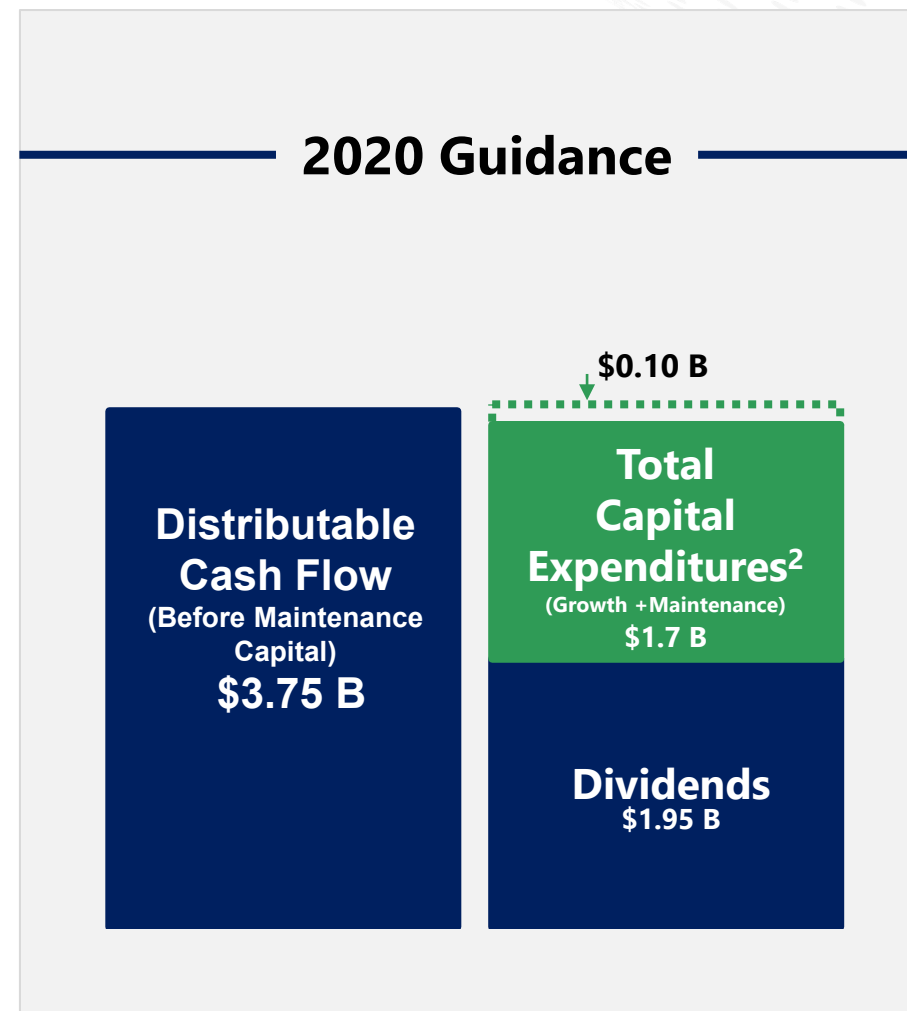 2020 Guidance
$0.10 B
Distributable
Cash Flow
(Before Maintenance
Capital)
$3.75 B
Total
Capital
Expenditures²
(Growth +Maintenance)
$1.7 B
Dividends
$1.95 B